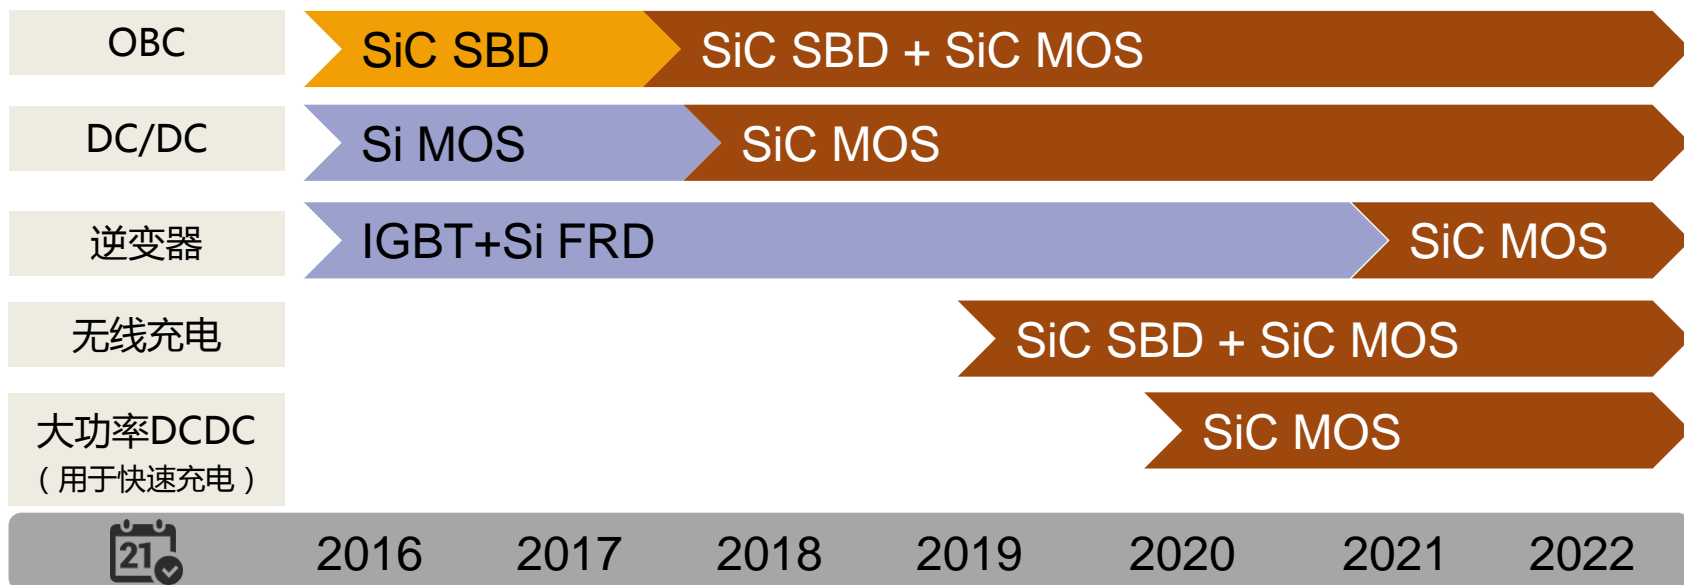 OBC
SiC SBD
SiC SBD + SiC MOS
DC/DC
Si MOS
SiC MOS
逆变器
IGBT+Si FRD
SiC MOS
无线充电
SiC SBD + SiC MOS
大功率DCDC
（用于快速充电）
SiC MOS
21
2016 2017 2018 2019 2020 2021 2022